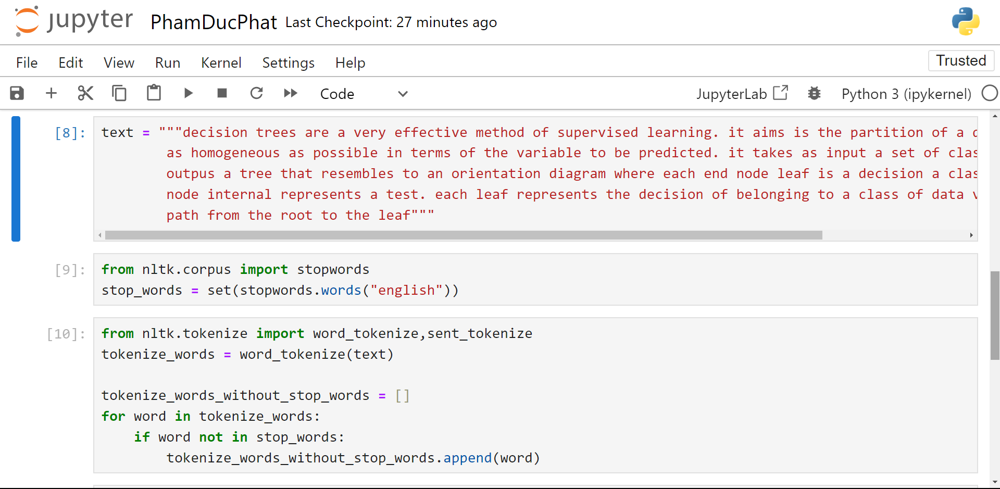 jupyter PhamDucPhat Last Checkpoint: 27 minutes ago
File Edit View Run Kernel Settings Help Trusted
Code JupyterLab Python 3 (ipykernel)
[8]: text = """decision trees are a very effective method of supervised learning. it aims is the partition of a
as homogeneous as possible in terms of the variable to be predicted. it takes as input a set of
outpus a tree that resembles to an orientation diagram where each end node leaf is a decision a
node internal represents a test. each leaf represents the decision of belonging to a class of data
path from the root to the leaf"""
[9]: from nltk.corpus import stopwords
stop_words = set(stopwords.words("english"))
[10]: from nltk.tokenize import word_tokenize,sent_tokenize
tokenize_words = word_tokenize(text)
tokenize_words_without_stop_words = []
for word in tokenize_words:
if word not in stop_words:
tokenize_words_without_stop_words.append(word)